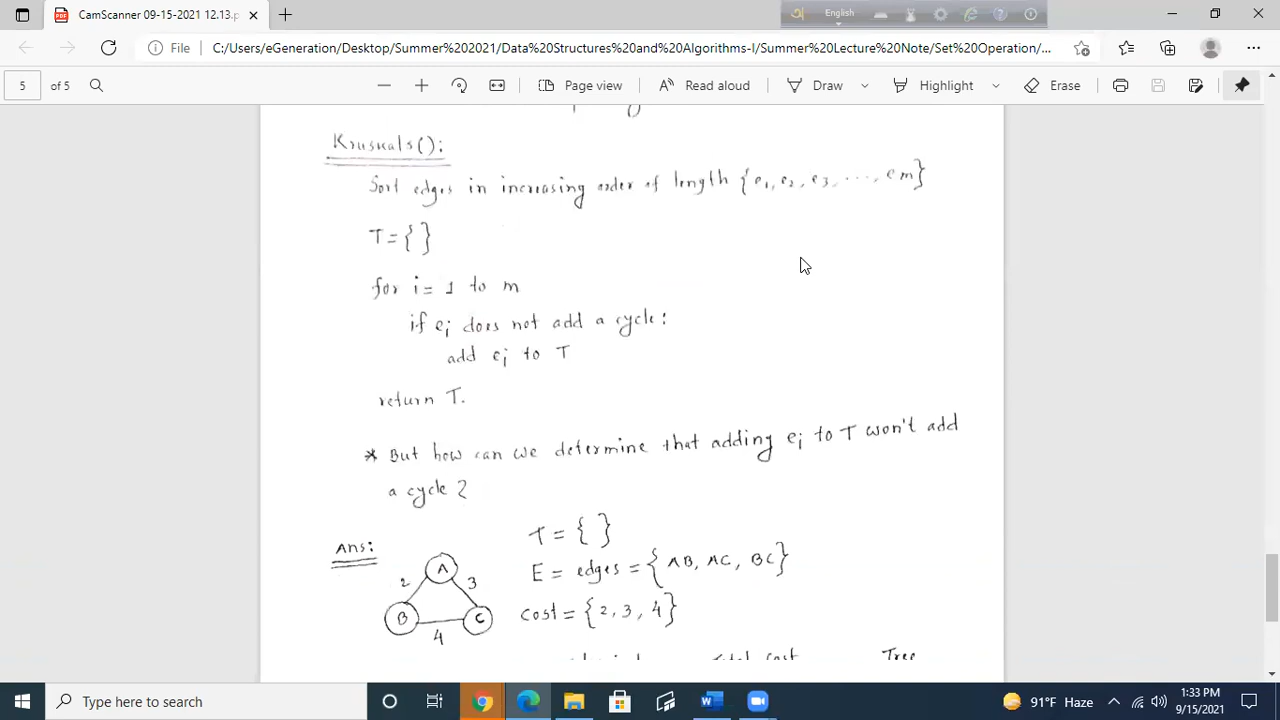 CamScanner 09-15-2021 12.13.p
English
File
C:/Users/eGeneration/Desktop/Summer%202021/Data%20Structures%20and%20Algorithms-I/Summer%20Lecture%20Note/Set%20Operation/...
5 of 5
Page view
Read aloud
Draw
Highlight
Erase
Kruskals():
Sort edges in increasing order of length {e1, e2, e3, ...., em}
T = { }
for i = 1 to m
if ei does not add a cycle:
add ei to T
return T.
* But how can we determine that adding ei to T won't add
a cycle ?
Ans:
T = { }
E = edges = {AB, AC, BC}
cost = {2, 3, 4}
A
2 3
B C
4
Total cost Tree
Type here to search
91°F Haze
1:33 PM
9/15/2021